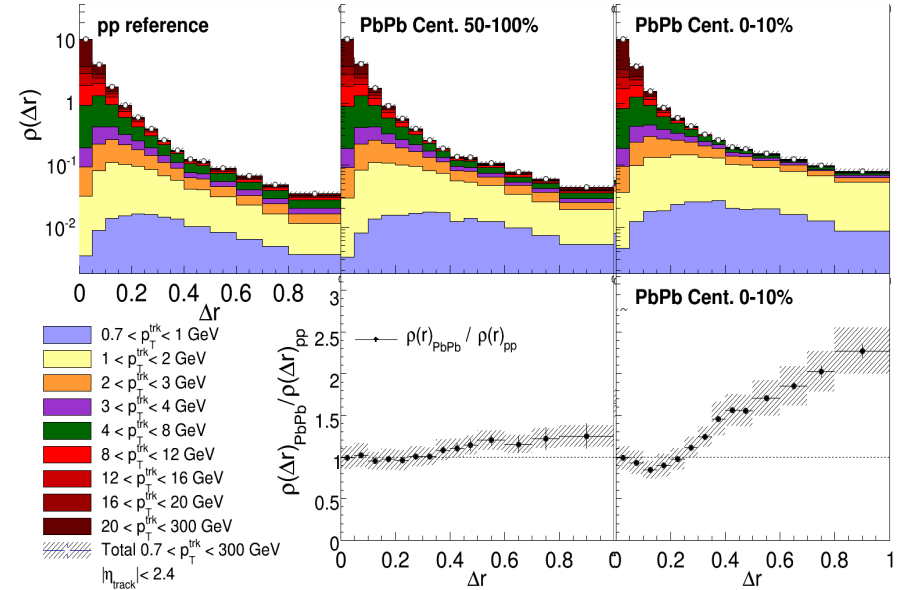 pp reference
PbPb Cent. 50-100%
PbPb Cent. 0-10%
10
1
10⁻¹
10⁻²
ρ(Δr)
0 0.2 0.4 0.6 0.8
Δr
PbPb Cent. 0-10%
0.7 < p_T^trk < 1 GeV
1 < p_T^trk < 2 GeV
2 < p_T^trk < 3 GeV
3 < p_T^trk < 4 GeV
4 < p_T^trk < 8 GeV
8 < p_T^trk < 12 GeV
12 < p_T^trk < 16 GeV
16 < p_T^trk < 20 GeV
20 < p_T^trk < 300 GeV
Total 0.7 < p_T^trk < 300 GeV
|η_track| < 2.4
ρ(r)_PbPb / ρ(r)_pp
ρ(Δr)_PbPb / ρ(Δr)_pp
3
2.5
2
1.5
1
0.5
0
0 0.2 0.4 0.6 0.8
Δr
0.2 0.4 0.6 0.8 1
Δr